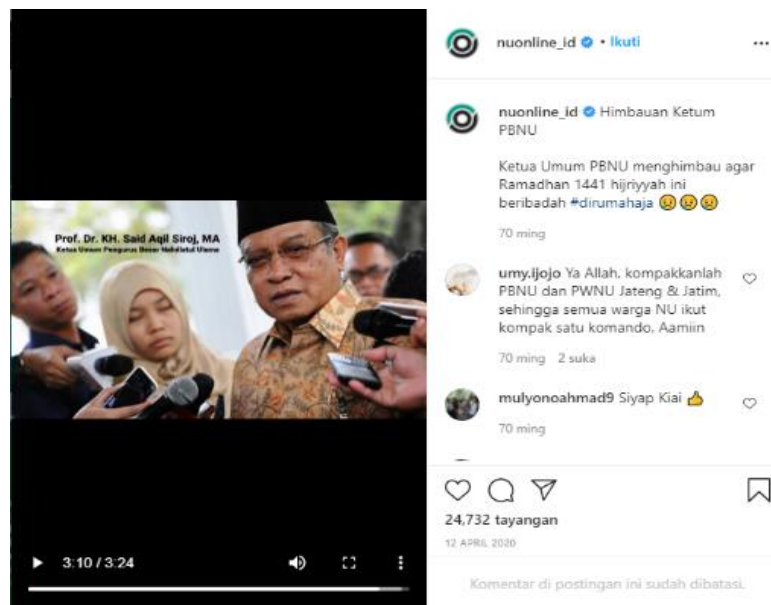 nuonline_id • Ikuti
Prof. Dr. KH. Said Aqil Siroj, MA
Ketua Umum Pengurus Besar Nahdlatul Ulama
nuonline_id Himbauan Ketum
PBNU
Ketua Umum PBNU menghimbau agar
Ramadhan 1441 hijriyyah ini
beribadah #dirumahaja 😢😢😢
70 ming
umy.ijojo Ya Allah. kompakkanlah
PBNU dan PWNU Jateng & Jatim,
sehingga semua warga NU ikut
kompak satu komando. Aamiin
70 ming 2 suka
mulyonoahmad9 Siyap Kiai 👍
70 ming
24,732 tayangan
12 APRIL 2020
3:10 / 3:24
Komentar di postingan ini sudah dibatasi.